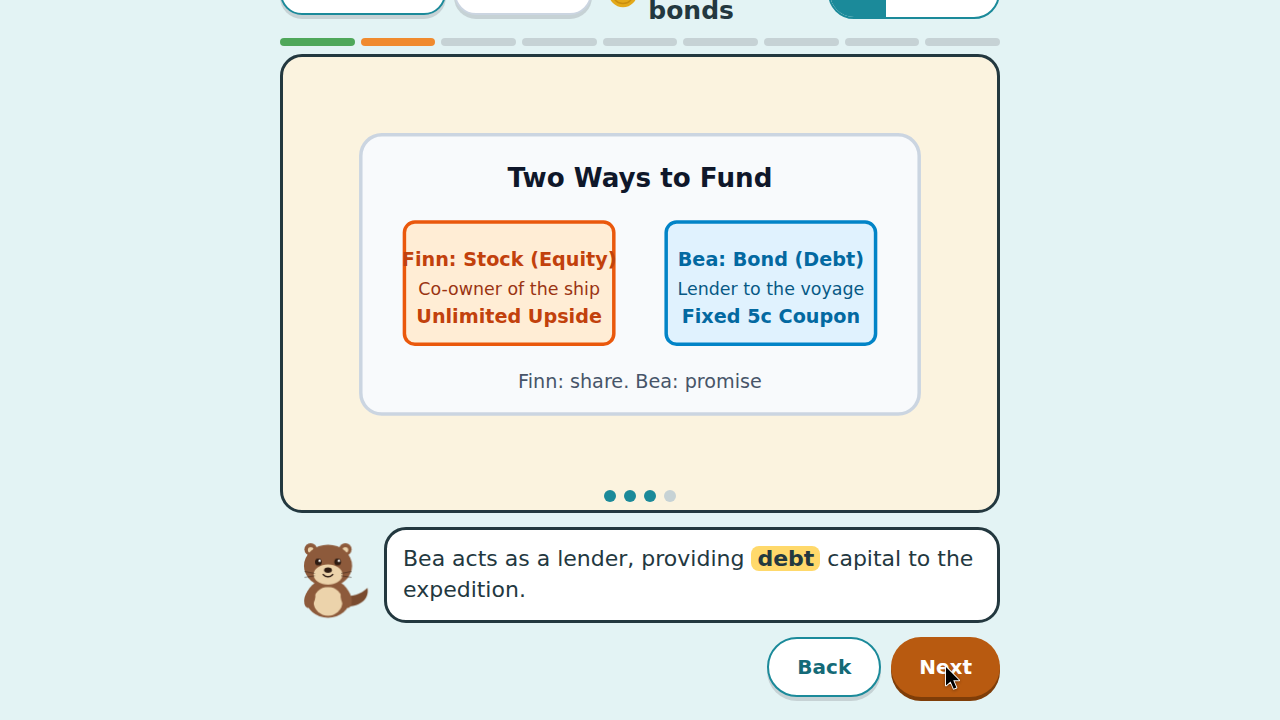 bonds
Two Ways to Fund
Finn: Stock (Equity)
Co-owner of the ship
Unlimited Upside
Bea: Bond (Debt)
Lender to the voyage
Fixed 5c Coupon
Finn: share. Bea: promise
Bea acts as a lender, providing debt capital to the
expedition.
Back
Next